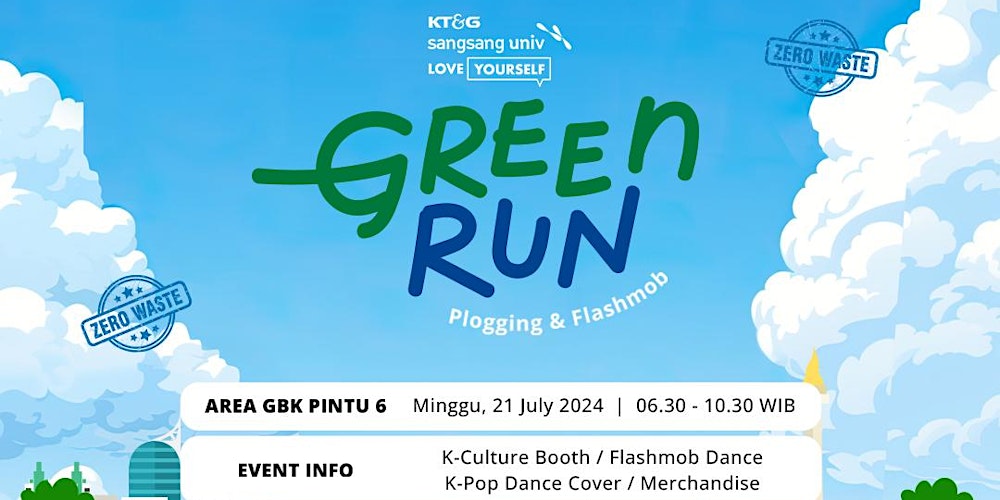 KT&G
sangsang univ
LOVE YOURSELF
ZERO WASTE
GREEN
RUN
Plogging & Flashmob
ZERO WASTE
AREA GBK PINTU 6 Minggu, 21 July 2024 | 06.30 - 10.30 WIB
EVENT INFO K-Culture Booth / Flashmob Dance
K-Pop Dance Cover / Merchandise